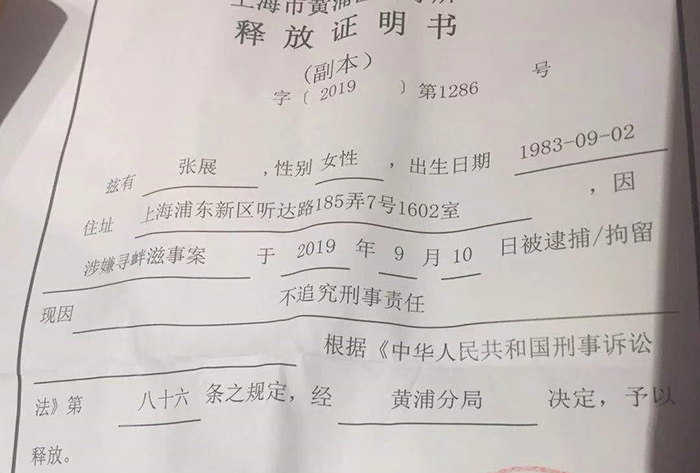 上海市黄浦
释放证明书
（副本）
字〔2019 〕第1286 号
兹有 张展 ,性别 女性 ,出生日期 1983-09-02
住址 上海浦东新区听达路185弄7号1602室 ，因
涉嫌寻衅滋事案 于 2019 年 9 月 10 日被逮捕/拘留
现因 不追究刑事责任
根据《中华人民共和国刑事诉讼
法》第 八十六 条之规定，经 黄浦分局 决定，予以
释放。